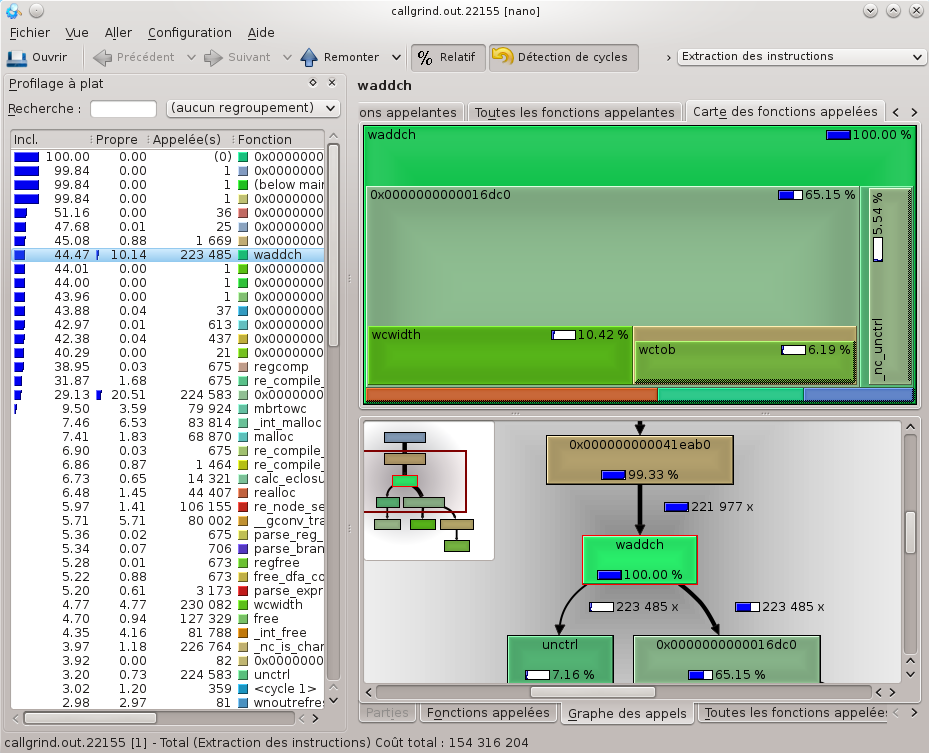 callgrind.out.22155 [nano]
Fichier Vue Aller Configuration Aide
Ouvrir Précédent Suivant Remonter % Relatif Détection de cycles Extraction des instructions
Profilage à plat
Recherche : (aucun regroupement)
Incl. Propre Appelée(s) Fonction
100.00 0.00 (0) 0x0000000
99.84 0.00 1 0x0000000
99.84 0.00 1 (below mair
99.84 0.00 1 0x0000000
51.16 0.00 36 0x0000000
47.68 0.01 25 0x0000000
45.08 0.88 1 669 0x0000000
44.47 10.14 223 485 waddch
44.01 0.00 1 0x0000000
44.00 0.00 1 0x0000000
43.96 0.00 1 0x0000000
43.88 0.04 37 0x0000000
42.97 0.01 613 0x0000000
42.38 0.04 437 0x0000000
40.29 0.00 21 0x0000000
38.95 0.03 675 regcomp
31.87 1.68 675 re_compile_
29.13 20.51 224 583 0x0000000
9.50 3.59 79 924 mbrtowc
7.46 6.53 83 814 _int_malloc
7.41 1.83 68 870 malloc
6.90 0.03 675 re_compile_
6.86 0.87 1 464 re_compile_
6.73 0.65 14 321 calc_eclosu
6.48 1.45 44 407 realloc
5.97 1.41 106 155 re_node_se
5.71 5.71 80 002 __gconv_tra
5.36 0.02 675 parse_reg_
5.34 0.07 706 parse_bran
5.28 0.01 673 regfree
5.22 0.88 673 free_dfa_co
5.20 0.61 3 173 parse_expr
4.77 4.77 230 082 wcwidth
4.70 0.94 127 329 free
4.35 4.16 81 788 _int_free
3.97 1.18 226 764 _nc_is_char
3.92 0.00 82 0x0000000
3.20 0.73 224 583 unctrl
3.02 1.20 359 <cycle 1>
2.98 2.97 81 wnoutrefres
waddch
ons appelantes Toutes les fonctions appelantes Carte des fonctions appelées
waddch 100.00 %
0x0000000000016dc0 65.15 %
5.54 %
_nc_unctrl
wcwidth 10.42 %
wctob 6.19 %
0x000000000041eab0
99.33 %
221 977 x
waddch
100.00 %
223 485 x 223 485 x
unctrl 0x0000000000016dc0
7.16 % 65.15 %
Parties Fonctions appelées Graphe des appels Toutes les fonctions appelées
callgrind.out.22155 [1] - Total (Extraction des instructions) Coût total : 154 316 204